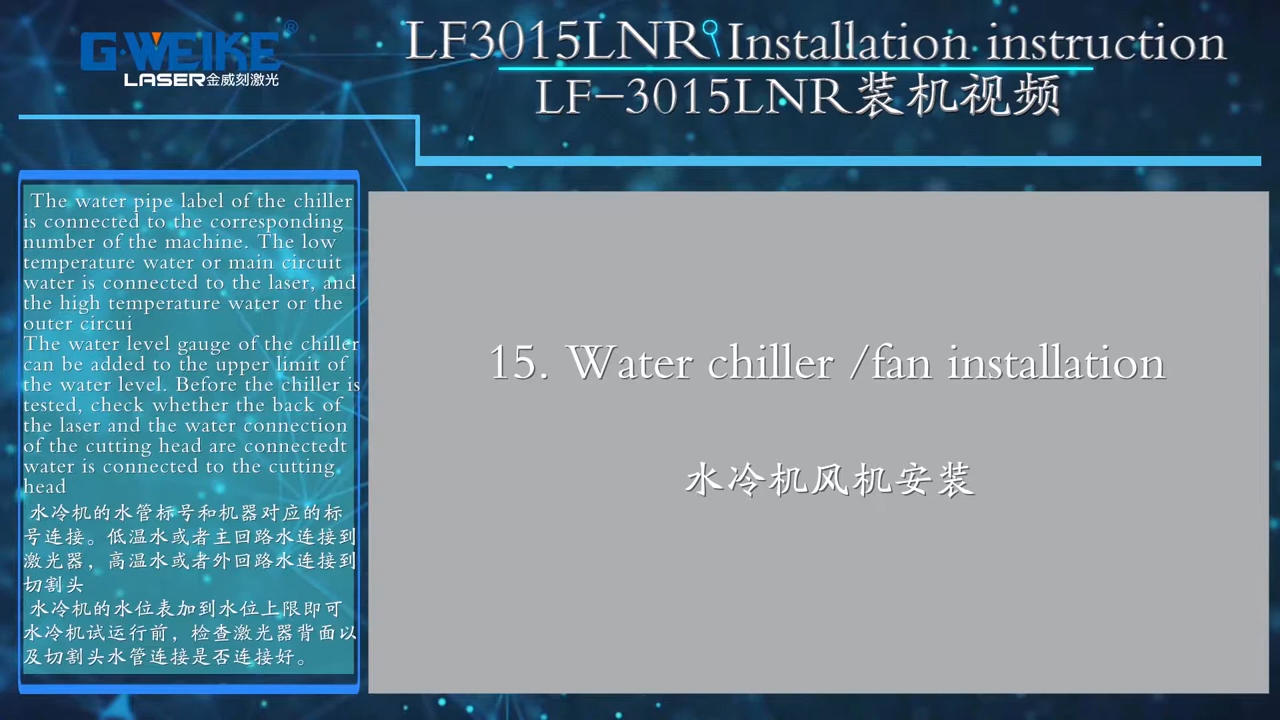 G·WEIKE®
LASER金威刻激光
LF3015LNR Installation instruction
LF-3015LNR装机视频
The water pipe label of the chiller
is connected to the corresponding
number of the machine. The low
temperature water or main circuit
water is connected to the laser, and
the high temperature water or the
outer circui
The water level gauge of the chiller
can be added to the upper limit of
the water level. Before the chiller is
tested, check whether the back of
the laser and the water connection
of the cutting head are connectedt
water is connected to the cutting
head
水冷机的水管标号和机器对应的标
号连接。低温水或者主回路水连接到
激光器，高温水或者外回路水连接到
切割头
水冷机的水位表加到水位上限即可
水冷机试运行前，检查激光器背面以
及切割头水管连接是否连接好。
15. Water chiller /fan installation
水冷机风机安装